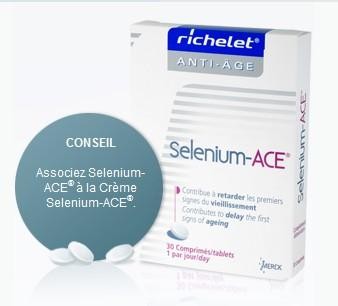 CONSEIL
Associez Selenium-
ACE® à la Crème
Selenium-ACE®.
richelet®
ANTI-ÂGE
Selenium-ACE®
Contribue à retarder les premiers
signes du vieillissement
Contributes to delay the first
signs of ageing
30 Comprimés/tablets
1 par jour/day
MERCK